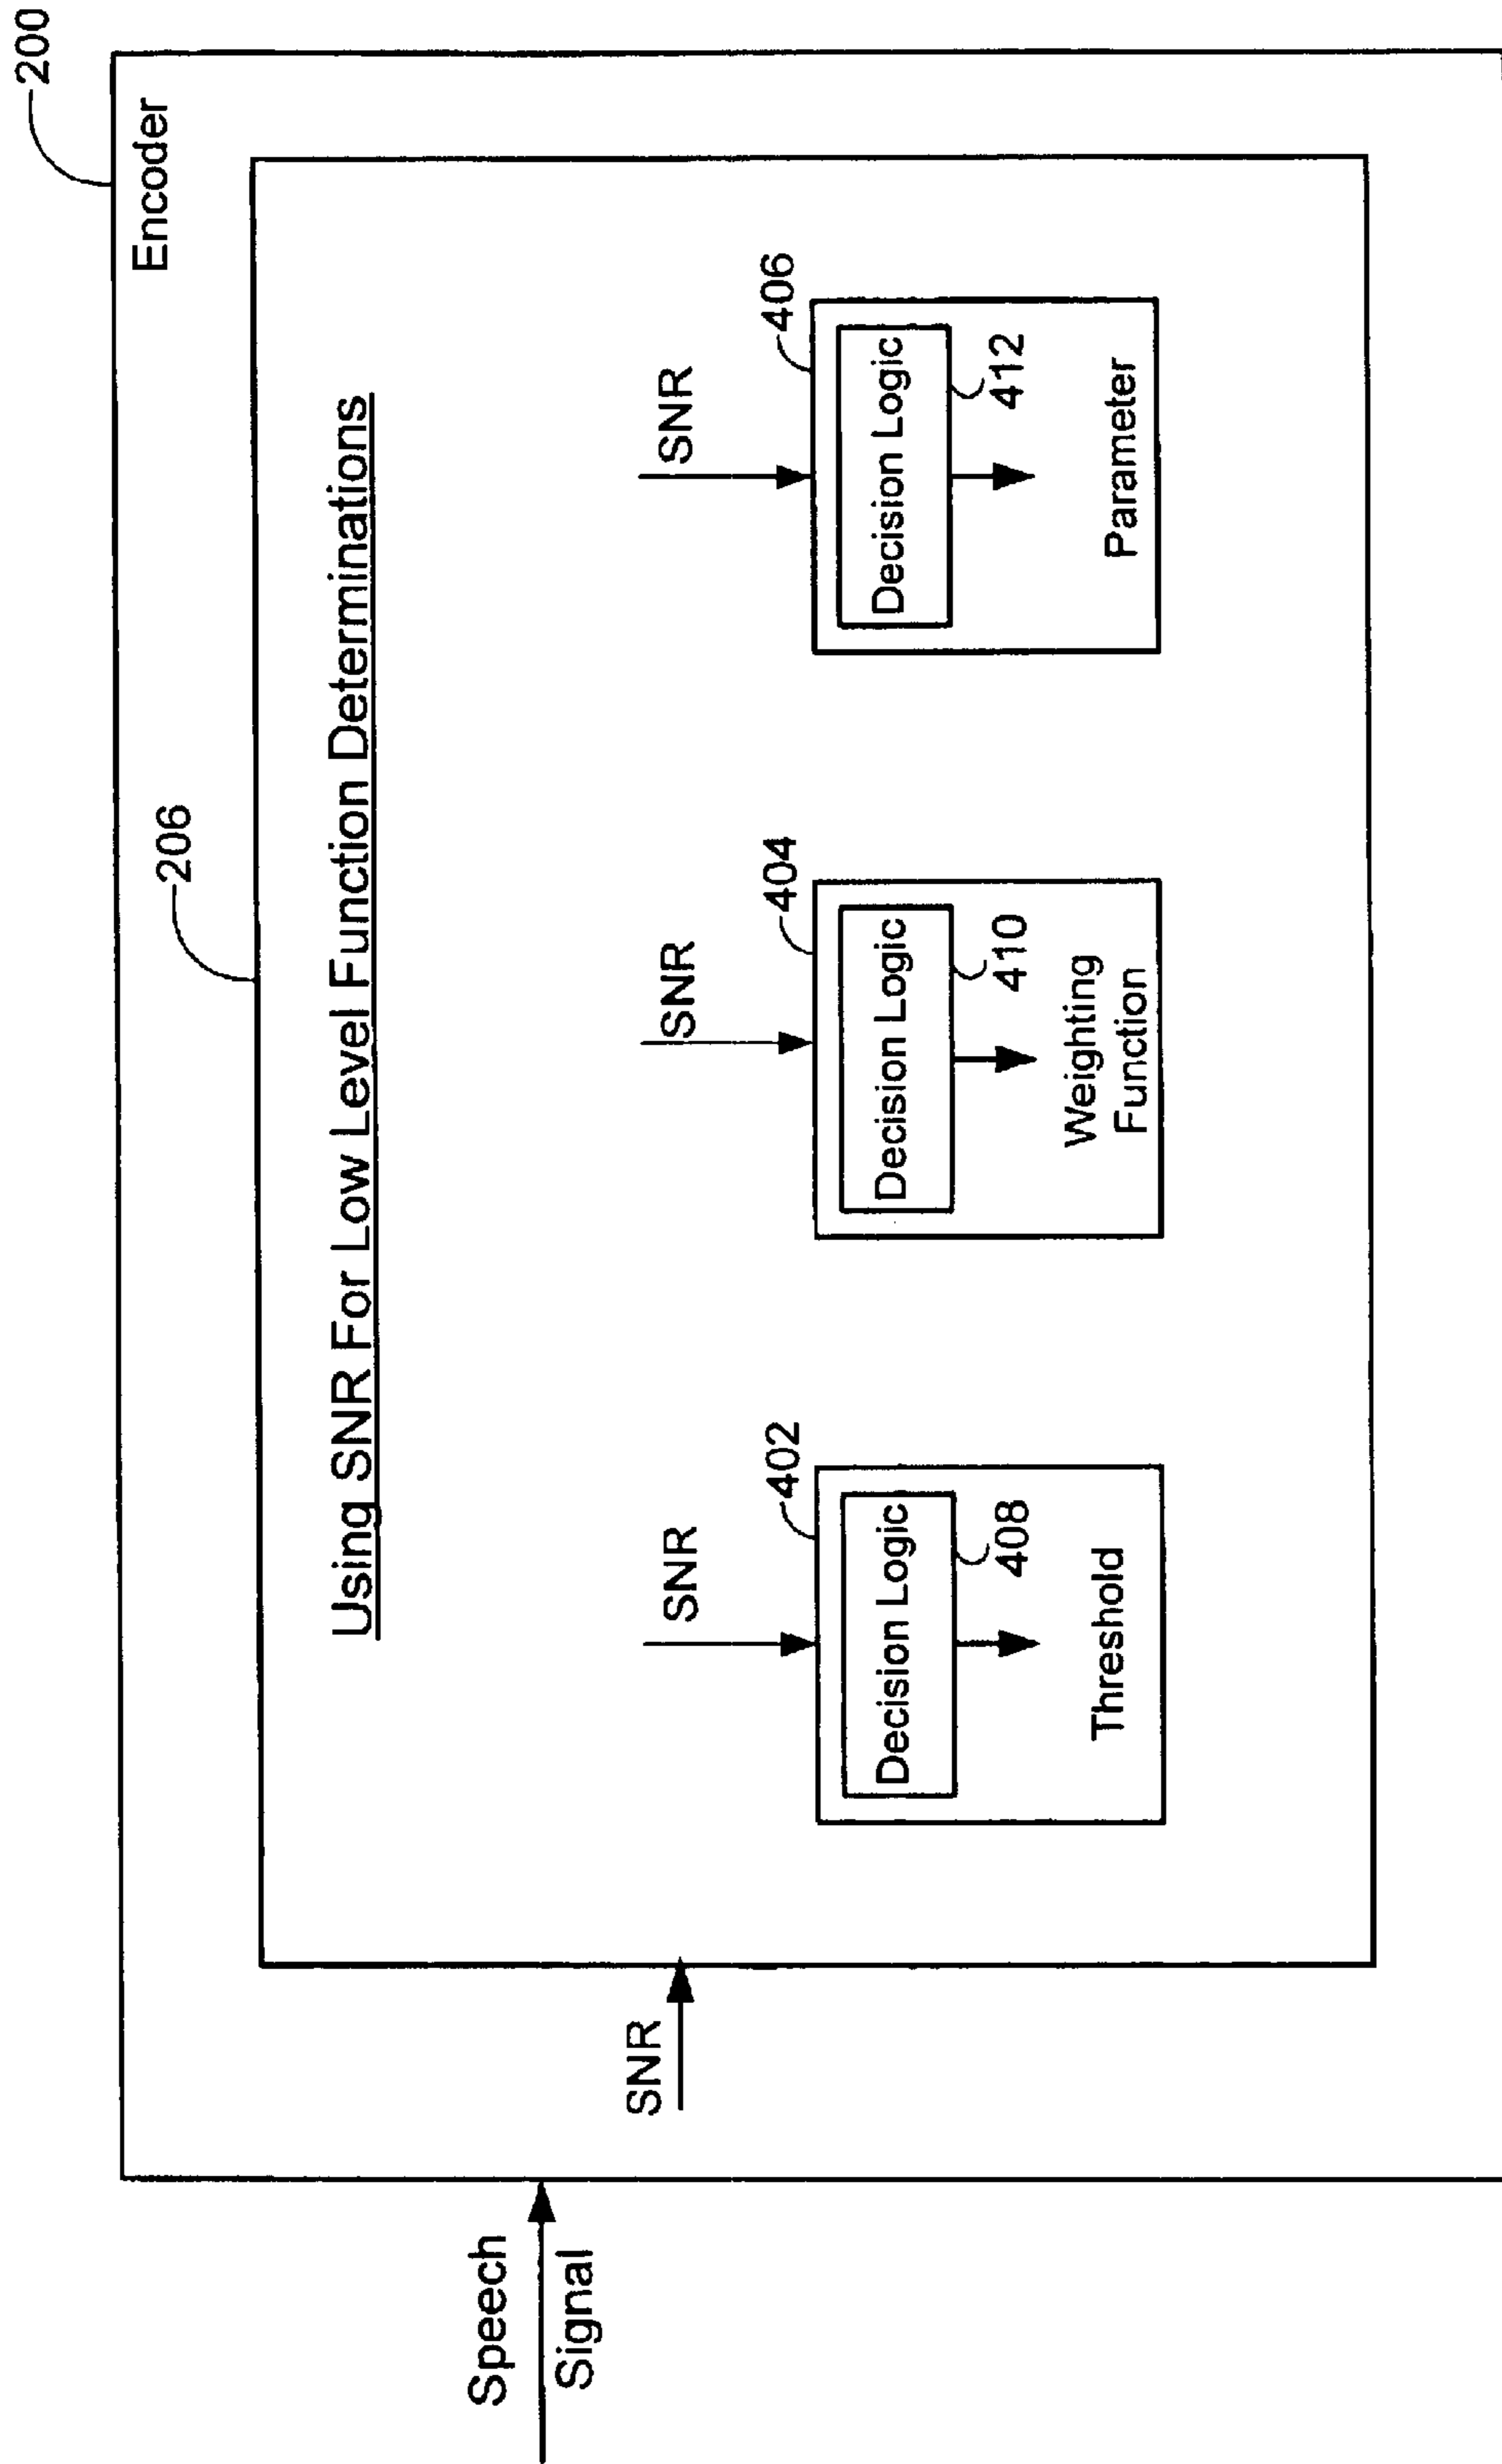 200
Encoder
206
Using SNR For Low Level Function Determinations
Speech
Signal
SNR
SNR
SNR
SNR
402
404
406
Decision Logic
Decision Logic
Decision Logic
408
410
412
Threshold
Weighting
Function
Parameter